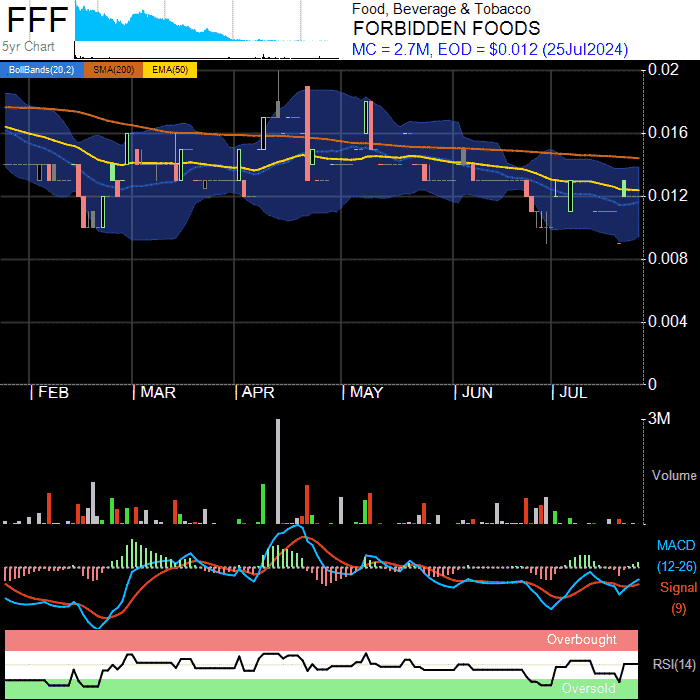 FFF
5yr Chart
Food, Beverage & Tobacco
FORBIDDEN FOODS
MC = 2.7M, EOD = $0.012 (25Jul2024)
BollBands(20,2) SMA(200) EMA(50)
0.02
0.016
0.012
0.008
0.004
0
| FEB | MAR | APR | MAY | JUN | JUL
3M
Volume
MACD
(12-26)
Signal
(9)
Overbought
RSI(14)
Oversold